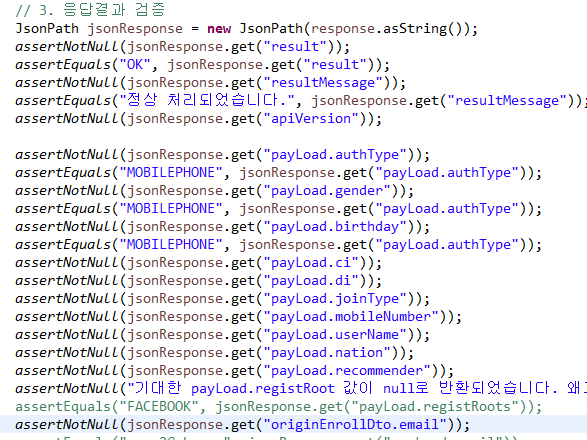 // 3. 응답결과 검증
JsonPath jsonResponse = new JsonPath(response.asString());
assertNotNull(jsonResponse.get("result"));
assertEquals("OK", jsonResponse.get("result"));
assertNotNull(jsonResponse.get("resultMessage"));
assertEquals("정상 처리되었습니다.", jsonResponse.get("resultMessage"));
assertNotNull(jsonResponse.get("apiVersion"));
assertNotNull(jsonResponse.get("payLoad.authType"));
assertEquals("MOBILEPHONE", jsonResponse.get("payLoad.authType"));
assertNotNull(jsonResponse.get("payLoad.gender"));
assertEquals("MOBILEPHONE", jsonResponse.get("payLoad.authType"));
assertNotNull(jsonResponse.get("payLoad.birthday"));
assertEquals("MOBILEPHONE", jsonResponse.get("payLoad.authType"));
assertNotNull(jsonResponse.get("payLoad.ci"));
assertNotNull(jsonResponse.get("payLoad.di"));
assertNotNull(jsonResponse.get("payLoad.joinType"));
assertNotNull(jsonResponse.get("payLoad.mobileNumber"));
assertNotNull(jsonResponse.get("payLoad.userName"));
assertNotNull(jsonResponse.get("payLoad.nation"));
assertNotNull(jsonResponse.get("payLoad.recommender"));
assertNotNull("기대한 payLoad.registRoot 값이 null로 반환되었습니다. 왜
assertEquals("FACEBOOK", jsonResponse.get("payLoad.registRoots"));
assertNotNull(jsonResponse.get("originEnrollDto.email"));